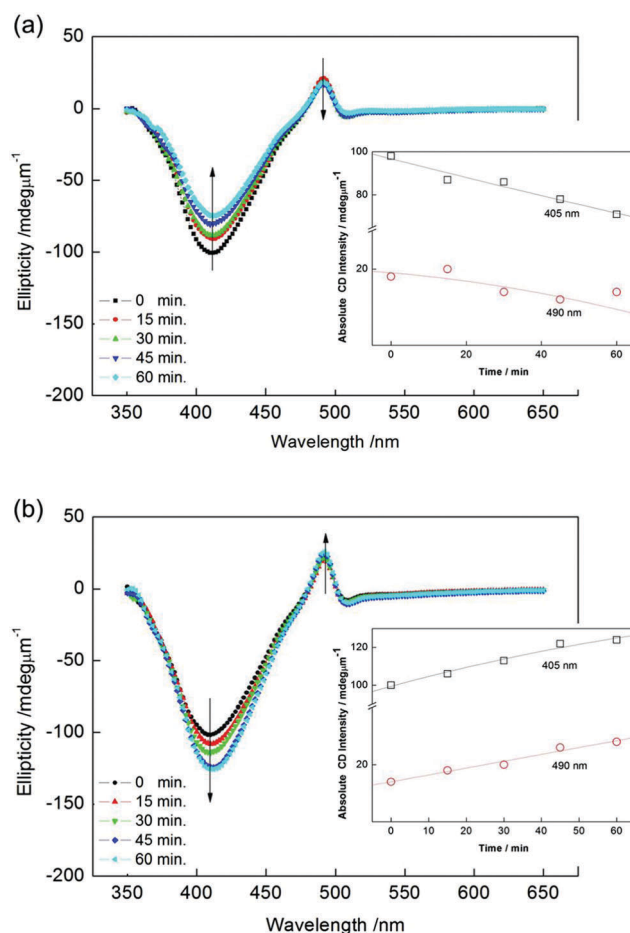 (a)
50
0
-50
-100
-150
-200
Ellipticity /mdegμm⁻¹
0 min.
15 min.
30 min.
45 min.
60 min.
350 400 450 500 550 600 650
Wavelength /nm
100
80
20
Absolute CD Intensity / mdegμm⁻¹
405 nm
490 nm
0 20 40 60
Time / min
(b)
50
0
-50
-100
-150
-200
Ellipticity /mdegμm⁻¹
0 min.
15 min.
30 min.
45 min.
60 min.
350 400 450 500 550 600 650
Wavelength /nm
120
100
20
Absolute CD Intensity / mdegμm⁻¹
405 nm
490 nm
0 10 20 30 40 50 60
Time / min